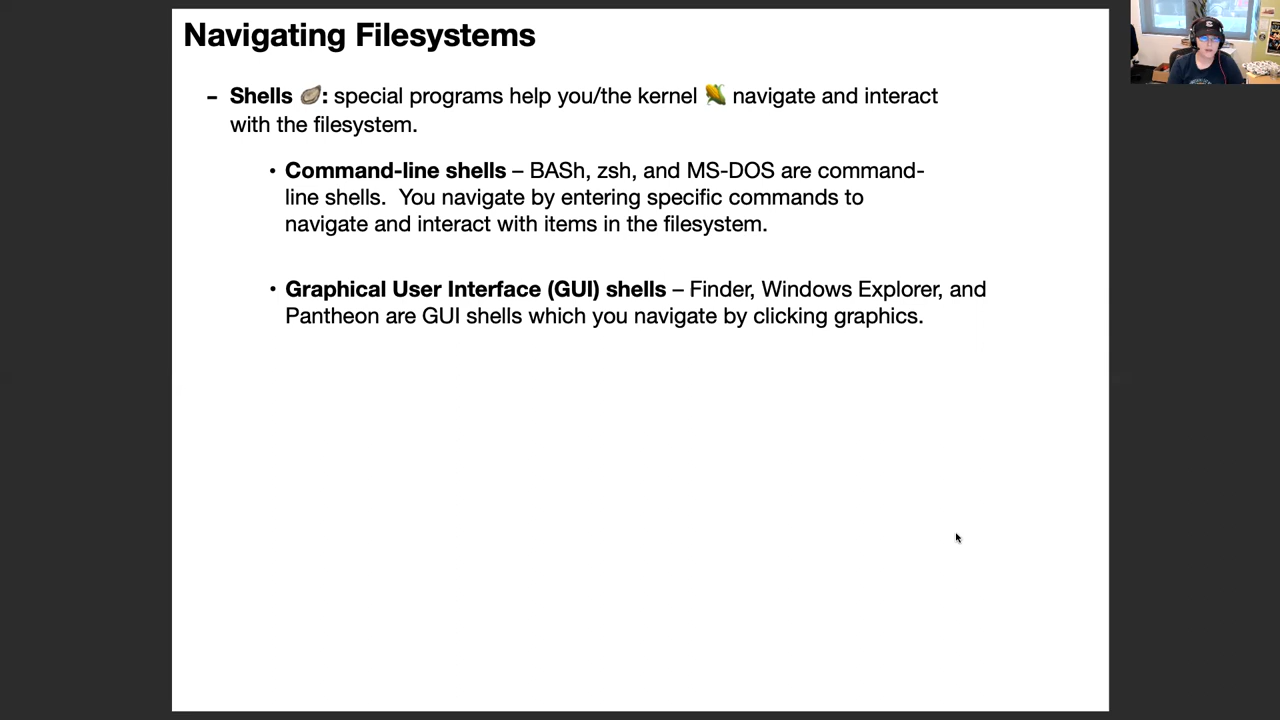 Navigating Filesystems
- Shells 🦪: special programs help you/the kernel 🌽 navigate and interact
with the filesystem.
• Command-line shells – BASh, zsh, and MS-DOS are command-
line shells.  You navigate by entering specific commands to
navigate and interact with items in the filesystem.
• Graphical User Interface (GUI) shells – Finder, Windows Explorer, and
Pantheon are GUI shells which you navigate by clicking graphics.